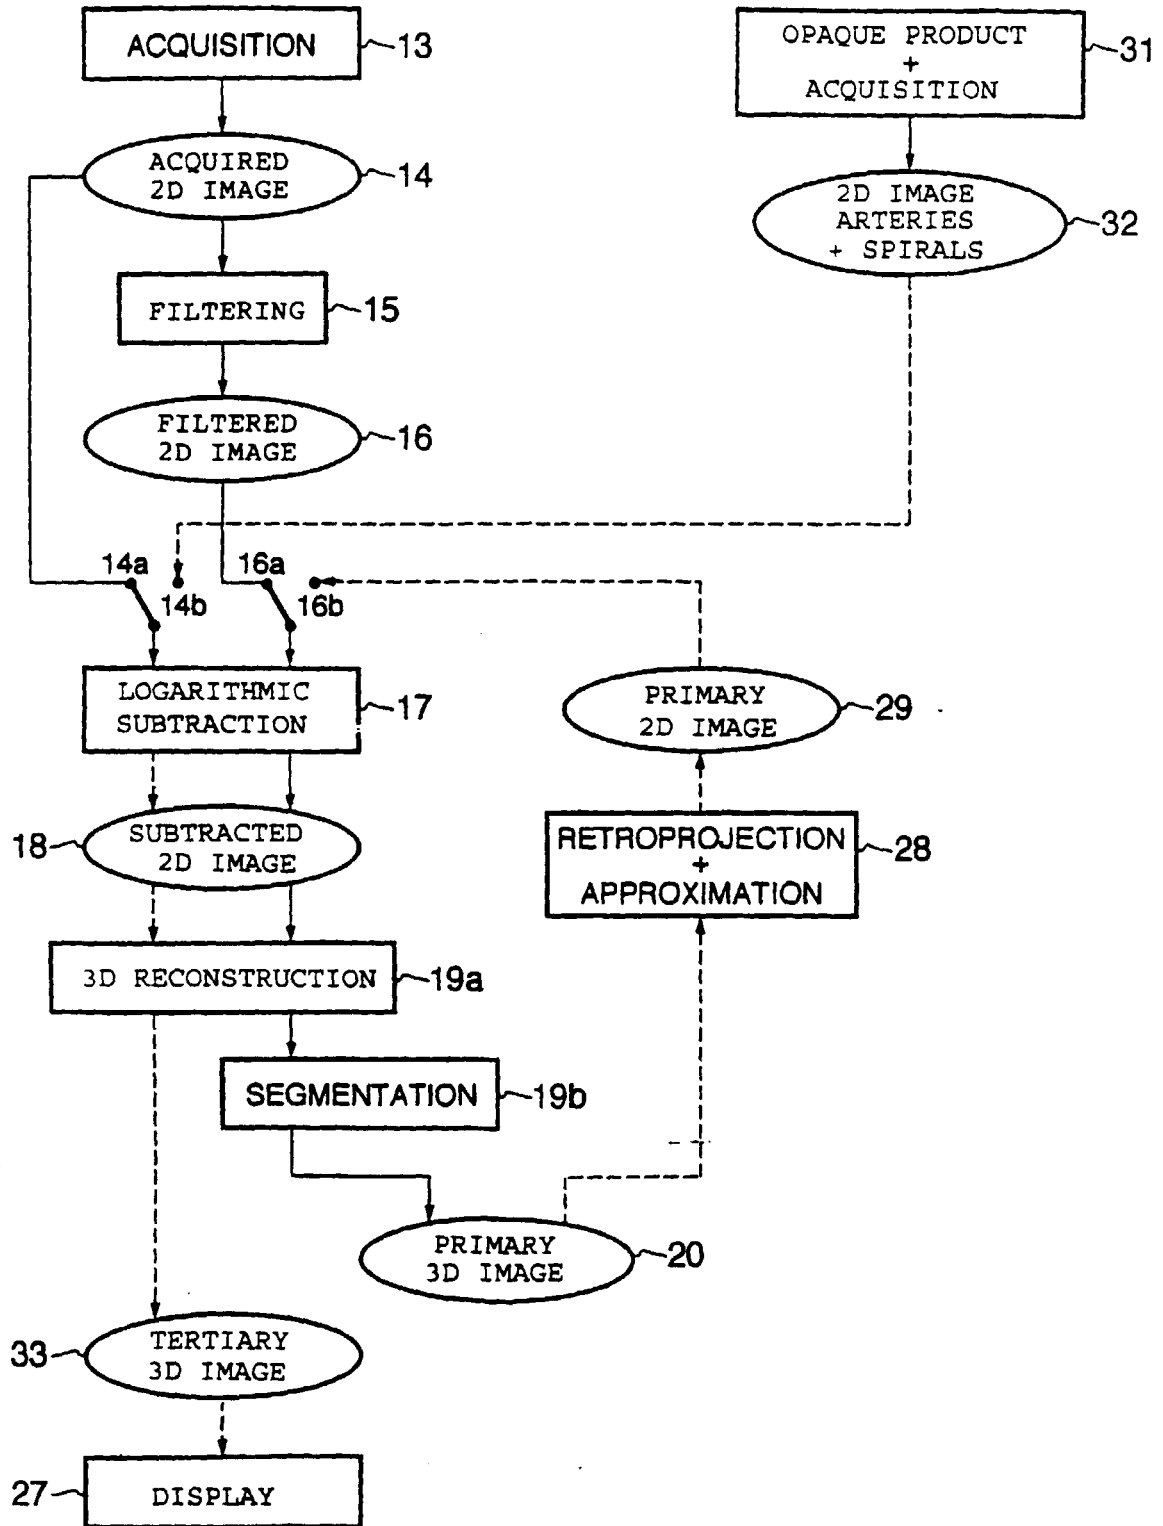 ACQUISITION
13
OPAQUE PRODUCT
+
ACQUISITION
31
ACQUIRED
2D IMAGE
14
2D IMAGE
ARTERIES
+ SPIRALS
32
FILTERING
15
FILTERED
2D IMAGE
16
14a
14b
16a
16b
LOGARITHMIC
SUBTRACTION
17
PRIMARY
2D IMAGE
29
SUBTRACTED
2D IMAGE
18
RETROPROJECTION
+
APPROXIMATION
28
3D RECONSTRUCTION
19a
SEGMENTATION
19b
PRIMARY
3D IMAGE
20
TERTIARY
3D IMAGE
33
DISPLAY
27